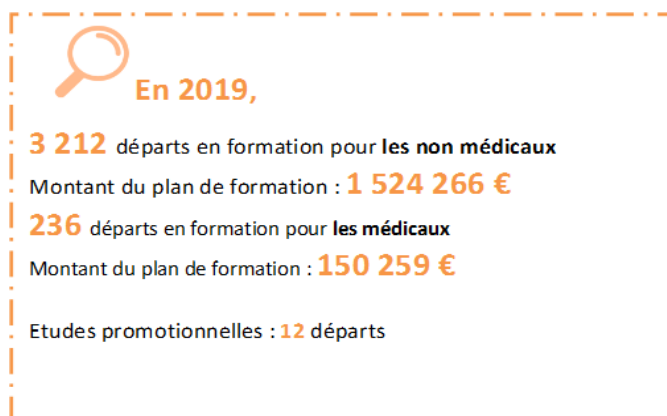 En 2019,
3 212 départs en formation pour les non médicaux
Montant du plan de formation : 1 524 266 €
236 départs en formation pour les médicaux
Montant du plan de formation : 150 259 €
Etudes promotionnelles : 12 départs